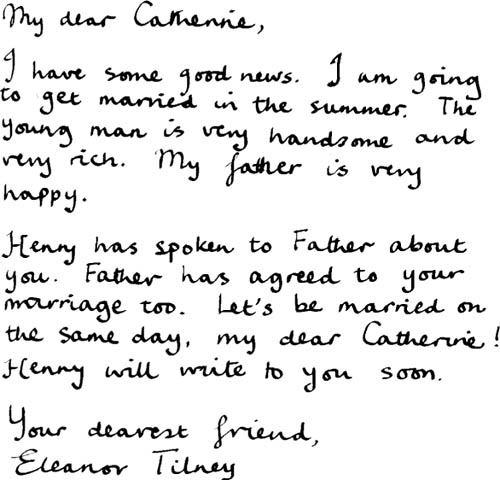 My dear Catherine,
I have some good news. I am going
to get married in the summer. The
young man is very handsome and
very rich. My father is very
happy.
Henry has spoken to Father about
you. Father has agreed to your
marriage too. Let's be married on
the same day, my dear Catherine!
Henry will write to you soon.
Your dearest friend,
Eleanor Tilney